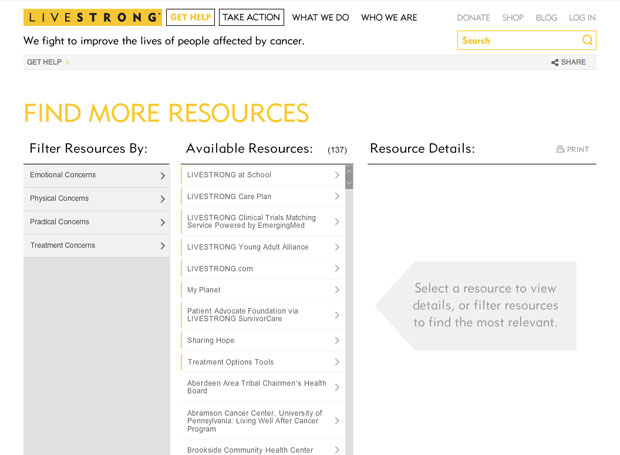 LIVESTRONG® GET HELP TAKE ACTION WHAT WE DO WHO WE ARE DONATE SHOP BLOG LOG IN
We fight to improve the lives of people affected by cancer. Search
GET HELP SHARE
FIND MORE RESOURCES
Filter Resources By:
Emotional Concerns
Physical Concerns
Practical Concerns
Treatment Concerns
Available Resources: (137)
LIVESTRONG at School
LIVESTRONG Care Plan
LIVESTRONG Clinical Trials Matching
Service Powered by EmergingMed
LIVESTRONG Young Adult Alliance
LIVESTRONG.com
My Planet
Patient Advocate Foundation via
LIVESTRONG SurvivorCare
Sharing Hope
Treatment Options Tools
Aberdeen Area Tribal Chairmen's Health
Board
Abramson Cancer Center, University of
Pennsylvania: Living Well After Cancer
Program
Brookside Community Health Center
Resource Details: PRINT
Select a resource to view
details, or filter resources
to find the most relevant.